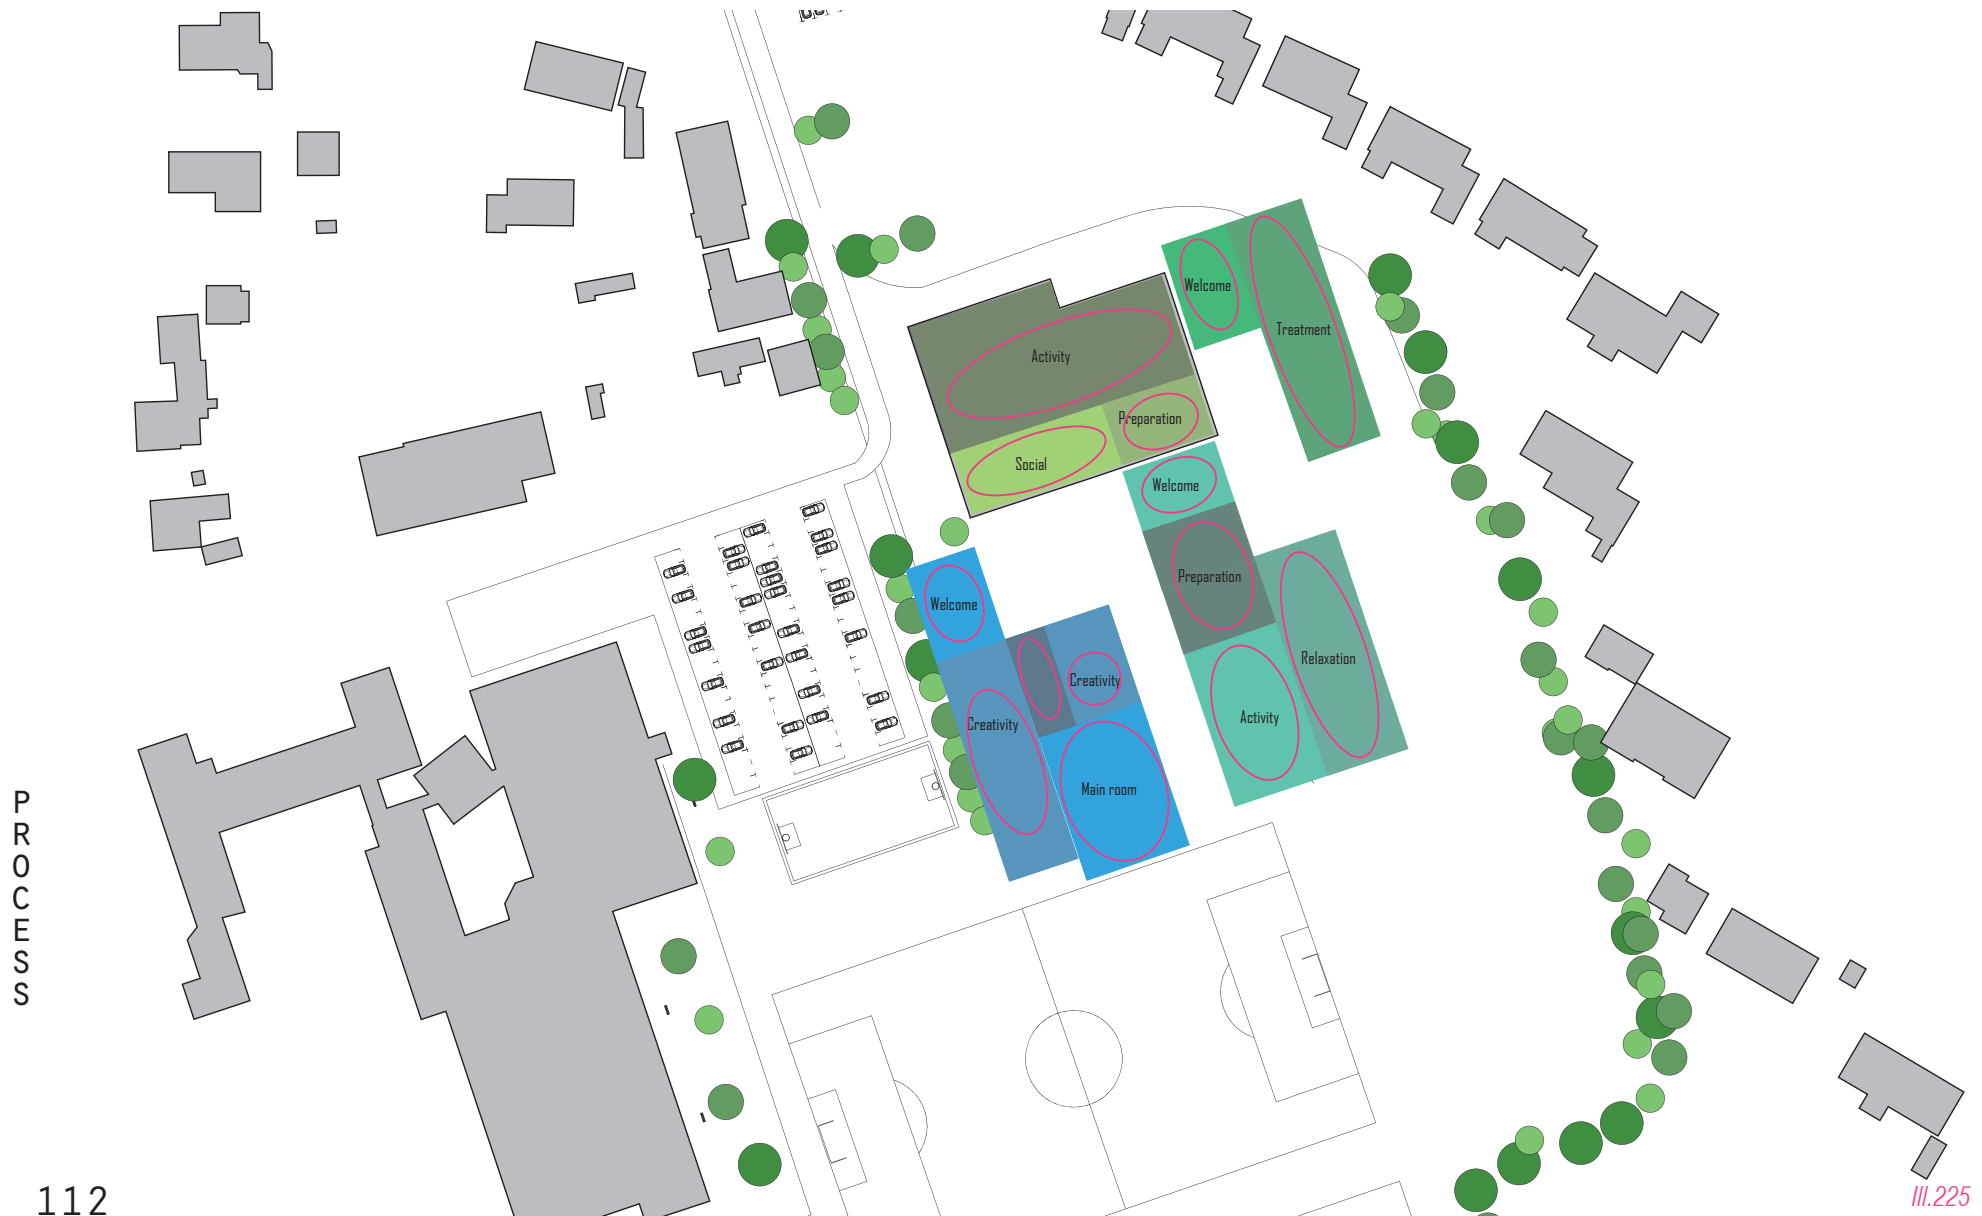 Welcome
Treatment
Activity
Preparation
Social
Welcome
Preparation
Relaxation
Activity
Welcome
Creativity
Creativity
Main room
PROCESS
112
Ill.225